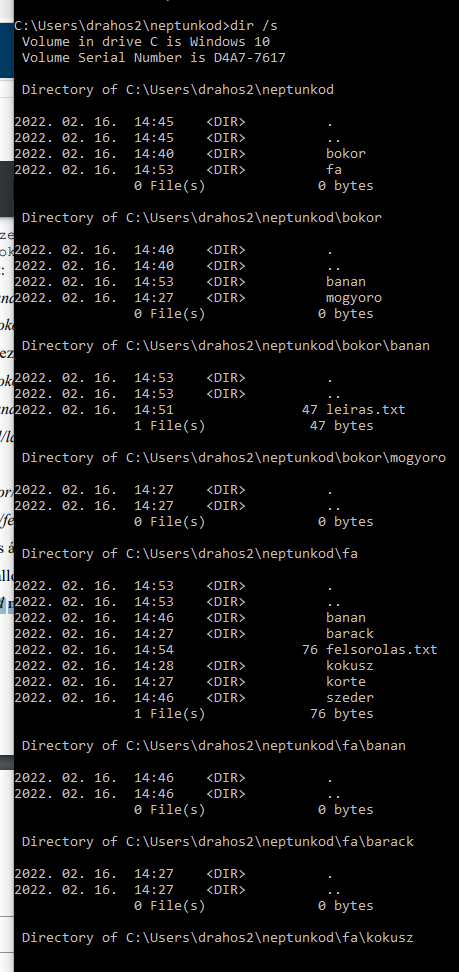 C:\Users\drahos2\neptunkod>dir /s
Volume in drive C is Windows 10
Volume Serial Number is D4A7-7617
Directory of C:\Users\drahos2\neptunkod
2022. 02. 16. 14:45 <DIR> .
2022. 02. 16. 14:45 <DIR> ..
2022. 02. 16. 14:40 <DIR> bokor
2022. 02. 16. 14:53 <DIR> fa
0 File(s) 0 bytes
Directory of C:\Users\drahos2\neptunkod\bokor
2022. 02. 16. 14:40 <DIR> .
2022. 02. 16. 14:40 <DIR> ..
2022. 02. 16. 14:53 <DIR> banan
2022. 02. 16. 14:27 <DIR> mogyoro
0 File(s) 0 bytes
Directory of C:\Users\drahos2\neptunkod\bokor\banan
2022. 02. 16. 14:53 <DIR> .
2022. 02. 16. 14:53 <DIR> ..
2022. 02. 16. 14:51 47 leiras.txt
1 File(s) 47 bytes
Directory of C:\Users\drahos2\neptunkod\bokor\mogyoro
2022. 02. 16. 14:27 <DIR> .
2022. 02. 16. 14:27 <DIR> ..
0 File(s) 0 bytes
Directory of C:\Users\drahos2\neptunkod\fa
2022. 02. 16. 14:53 <DIR> .
2022. 02. 16. 14:53 <DIR> ..
2022. 02. 16. 14:46 <DIR> banan
2022. 02. 16. 14:27 <DIR> barack
2022. 02. 16. 14:54 76 felsorolas.txt
2022. 02. 16. 14:28 <DIR> kokusz
2022. 02. 16. 14:27 <DIR> korte
2022. 02. 16. 14:46 <DIR> szeder
1 File(s) 76 bytes
Directory of C:\Users\drahos2\neptunkod\fa\banan
2022. 02. 16. 14:46 <DIR> .
2022. 02. 16. 14:46 <DIR> ..
0 File(s) 0 bytes
Directory of C:\Users\drahos2\neptunkod\fa\barack
2022. 02. 16. 14:27 <DIR> .
2022. 02. 16. 14:27 <DIR> ..
0 File(s) 0 bytes
Directory of C:\Users\drahos2\neptunkod\fa\kokusz